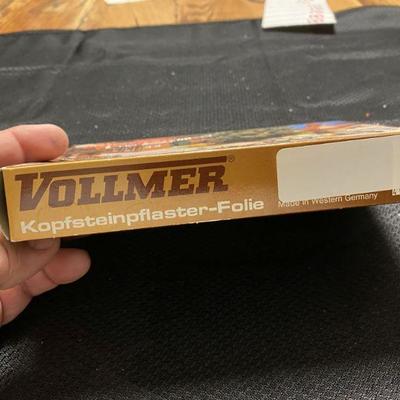 VOLLMER®
Kopfsteinpflaster-Folie
Made in Western Germany